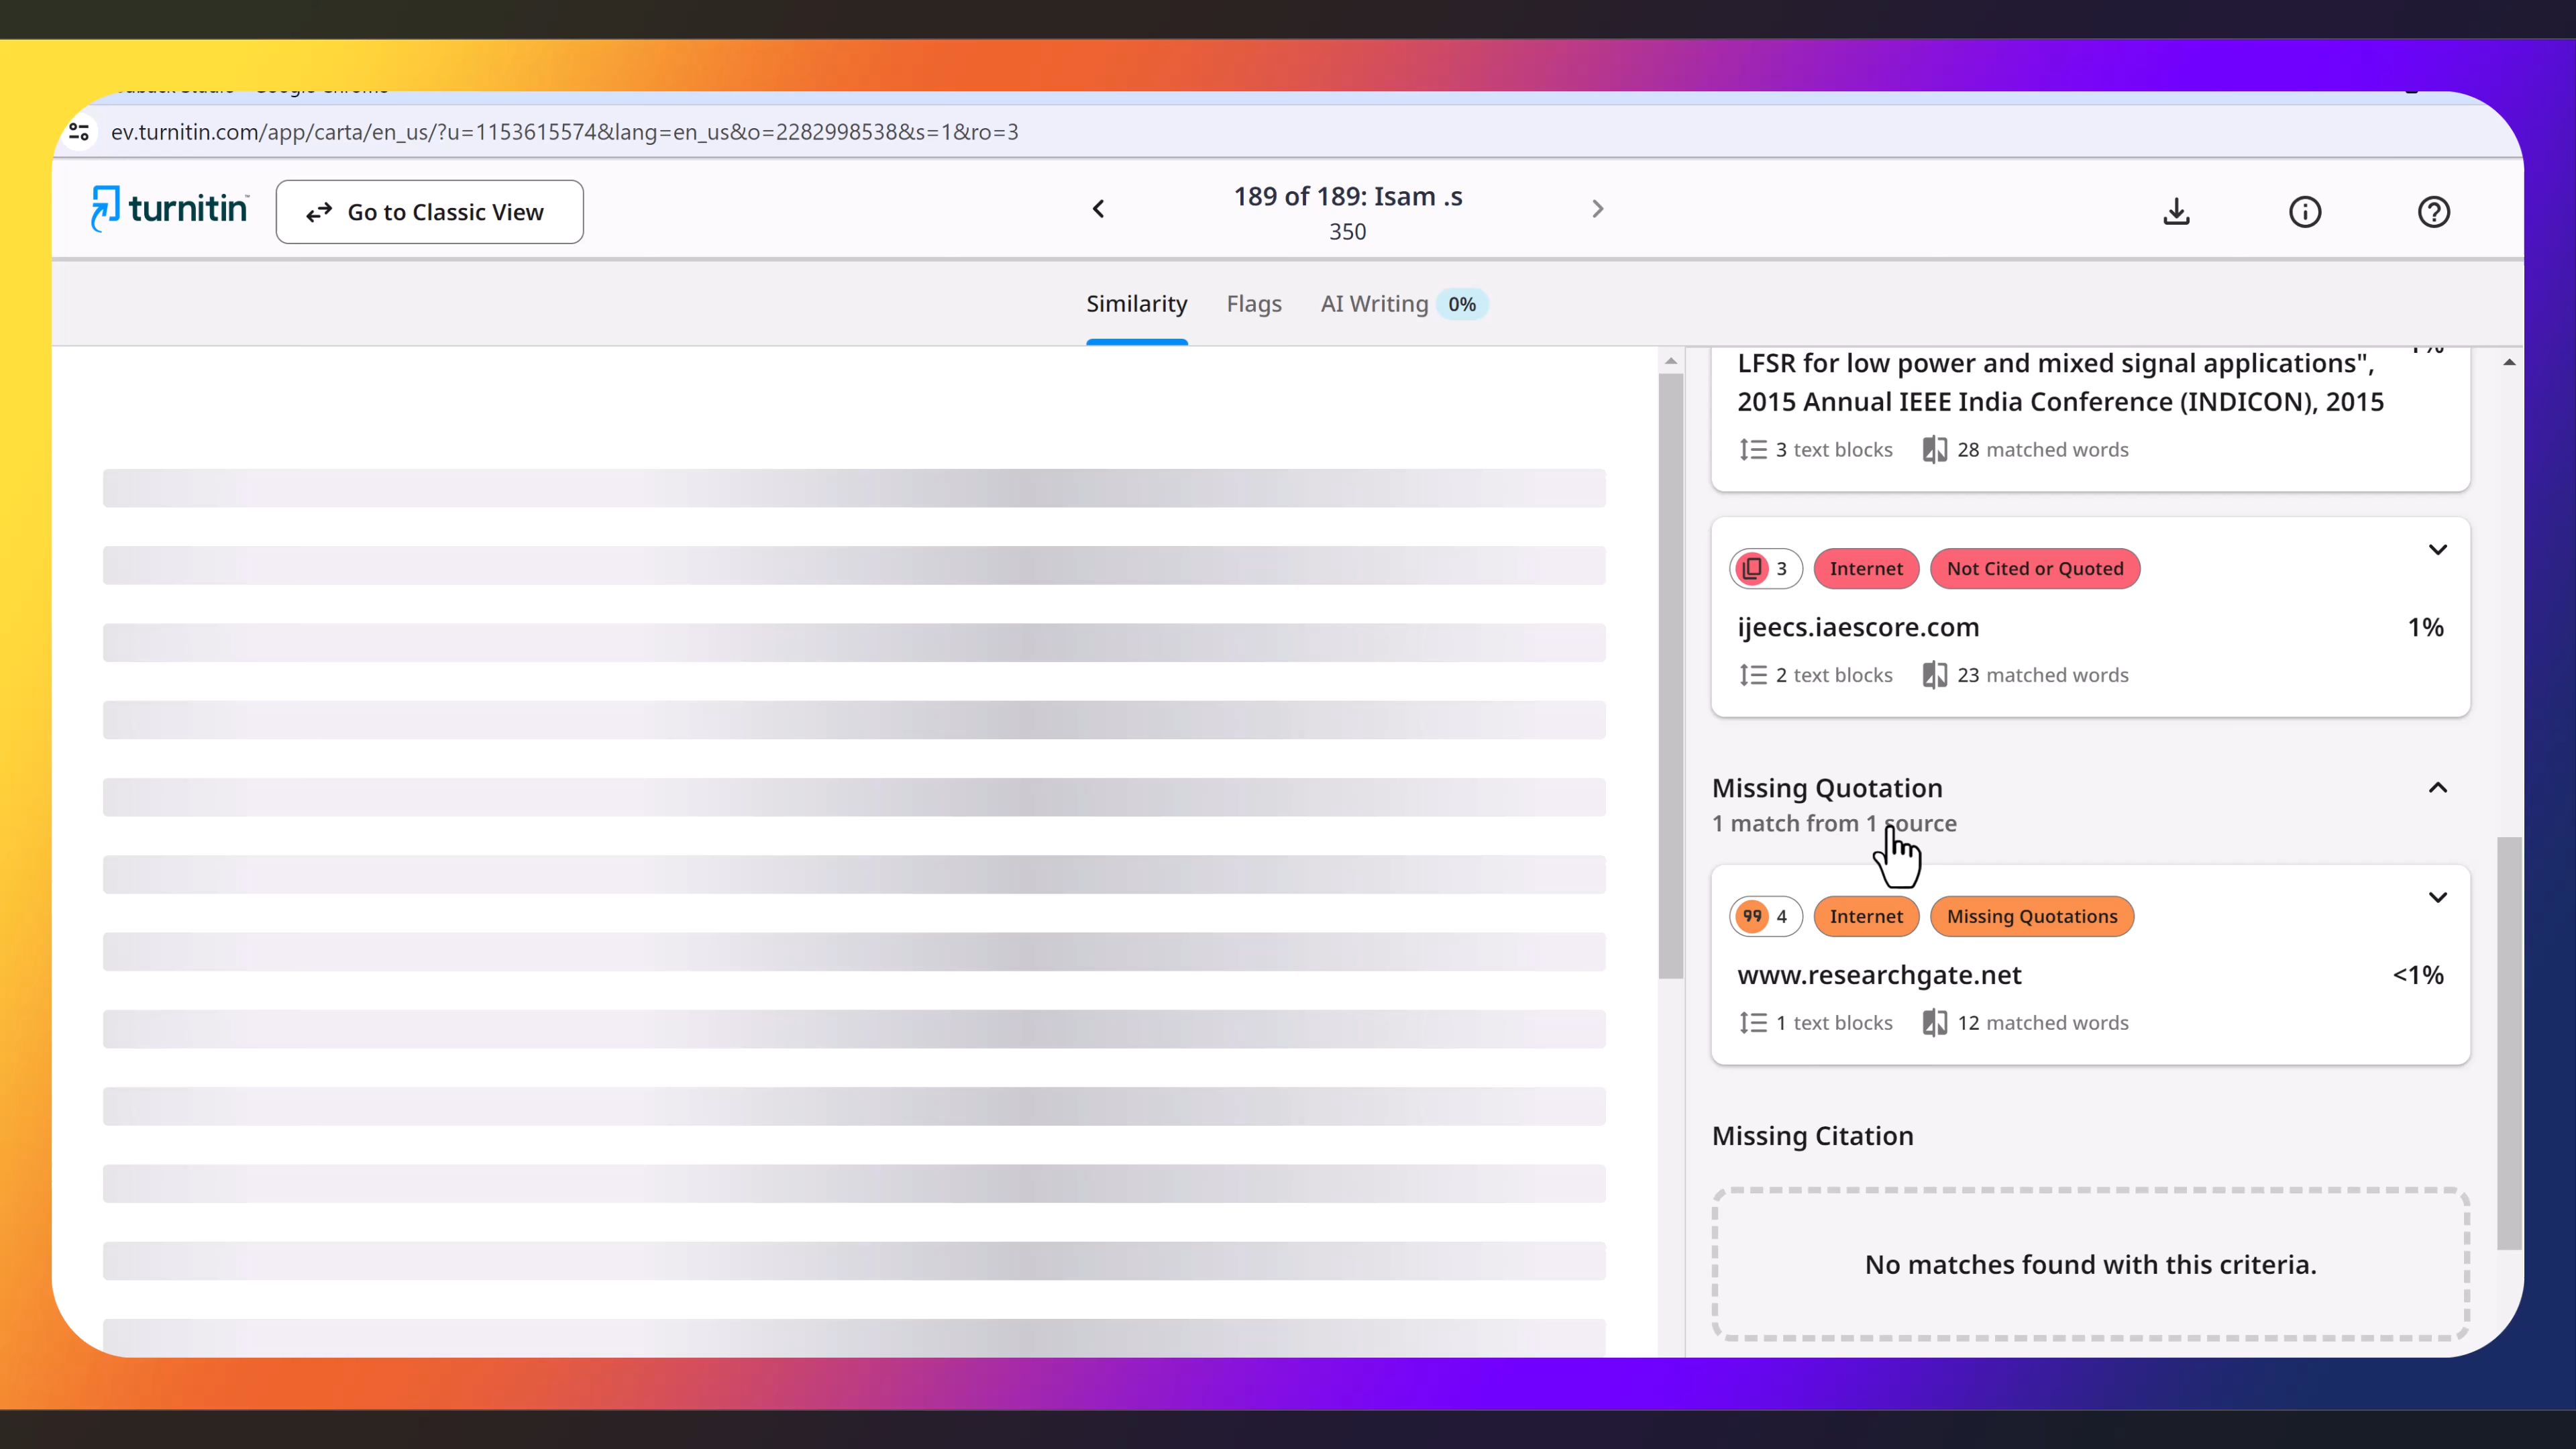 ev.turnitin.com/app/carta/en_us/?u=1153615574&lang=en_us&o=2282998538&s=1&ro=3
turnitin
Go to Classic View
189 of 189: Isam .s
350
Similarity
Flags
AI Writing 0%
LFSR for low power and mixed signal applications",
2015 Annual IEEE India Conference (INDICON), 2015
3 text blocks 28 matched words
3 Internet Not Cited or Quoted
ijeecs.iaescore.com 1%
2 text blocks 23 matched words
Missing Quotation
1 match from 1 source
99 4 Internet Missing Quotations
www.researchgate.net <1%
1 text blocks 12 matched words
Missing Citation
No matches found with this criteria.